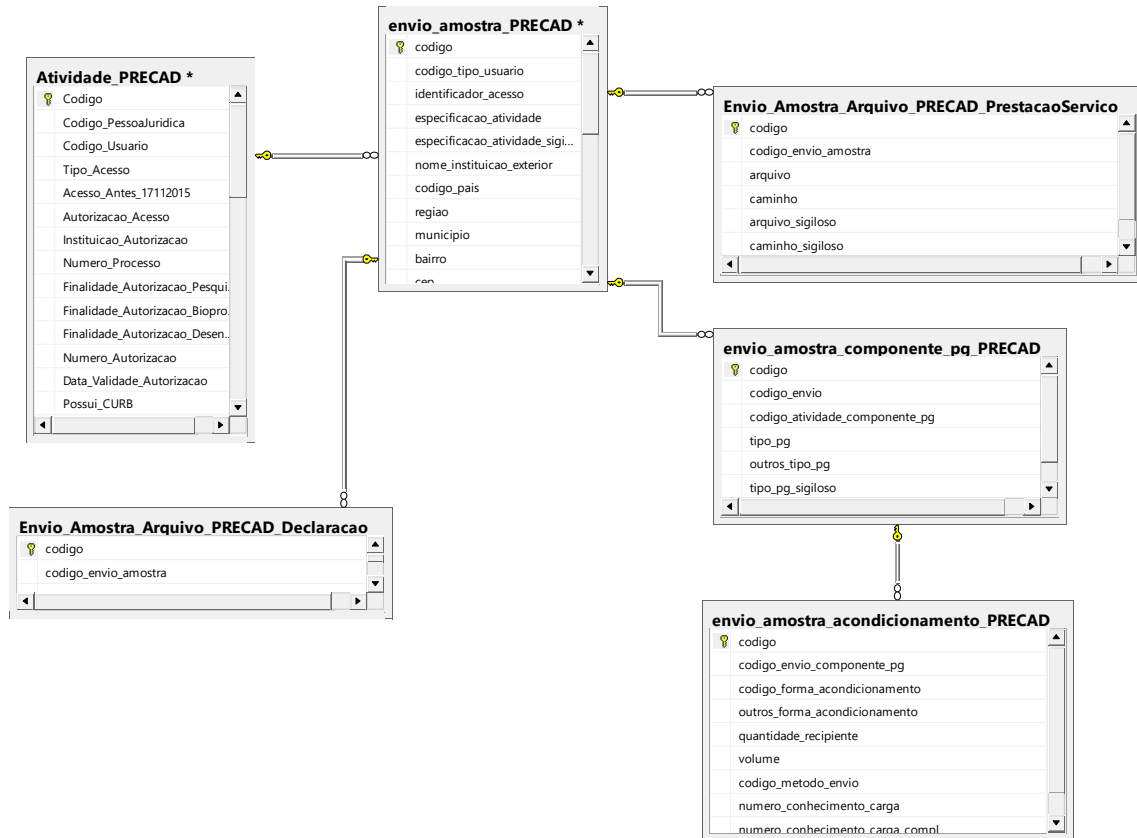 Atividade_PRECAD *
Codigo
Codigo_PessoaJuridica
Codigo_Usuario
Tipo_Acesso
Acesso_Antes_17112015
Autorizacao_Acesso
Instituicao_Autorizacao
Numero_Processo
Finalidade_Autorizacao_Pesqui.
Finalidade_Autorizacao_Biopro.
Finalidade_Autorizacao_Desen..
Numero_Autorizacao
Data_Validade_Autorizacao
Possui_CURB
envio_amostra_PRECAD *
codigo
codigo_tipo_usuario
identificador_acesso
especificacao_atividade
especificacao_atividade_sigi...
nome_instituicao_exterior
codigo_pais
regiao
municipio
bairro
cep
Envio_Amostra_Arquivo_PRECAD_PrestacaoServico
codigo
codigo_envio_amostra
arquivo
caminho
arquivo_sigiloso
caminho_sigiloso
envio_amostra_componente_pg_PRECAD
codigo
codigo_envio
codigo_atividade_componente_pg
tipo_pg
outros_tipo_pg
tipo_pg_sigiloso
Envio_Amostra_Arquivo_PRECAD_Declaracao
codigo
codigo_envio_amostra
envio_amostra_acondicionamento_PRECAD
codigo
codigo_envio_componente_pg
codigo_forma_acondicionamento
outros_forma_acondicionamento
quantidade_recipiente
volume
codigo_metodo_envio
numero_conhecimento_carga
numero_conhecimento_carga_compl